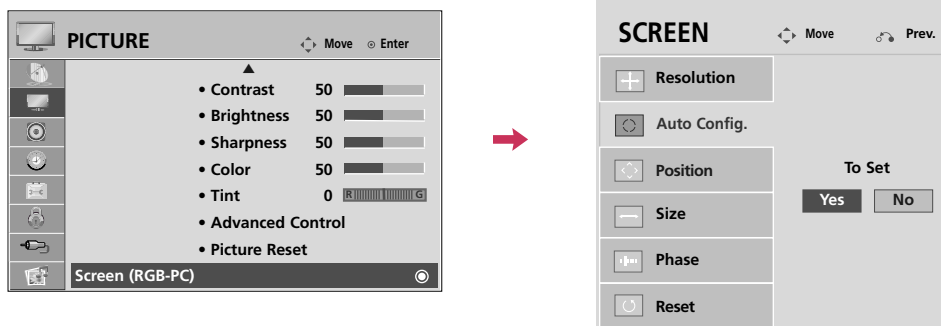 PICTURE
Move
Enter
• Contrast 50
• Brightness 50
• Sharpness 50
• Color 50
• Tint 0 R G
• Advanced Control
• Picture Reset
Screen (RGB-PC)
SCREEN
Move
Prev.
Resolution
Auto Config.
Position
Size
Phase
Reset
To Set
Yes No